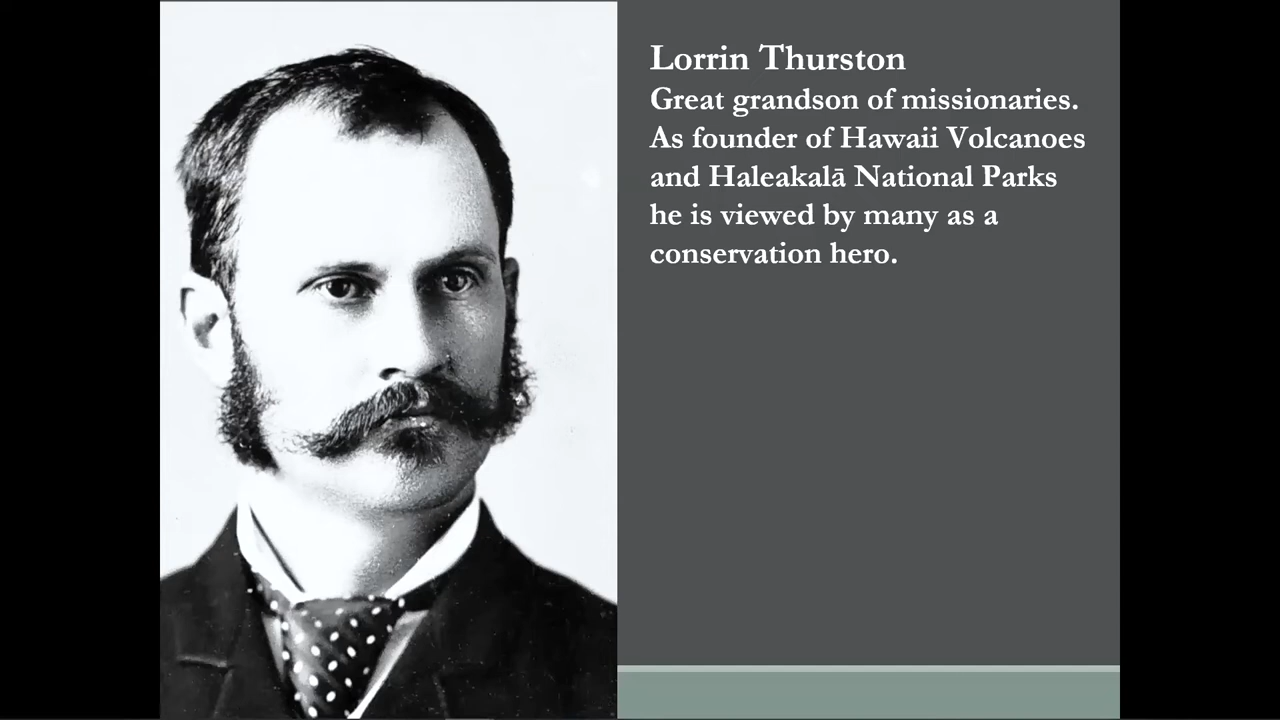 Lorrin Thurston
Great grandson of missionaries.
As founder of Hawaii Volcanoes
and Haleakalā National Parks
he is viewed by many as a
conservation hero.